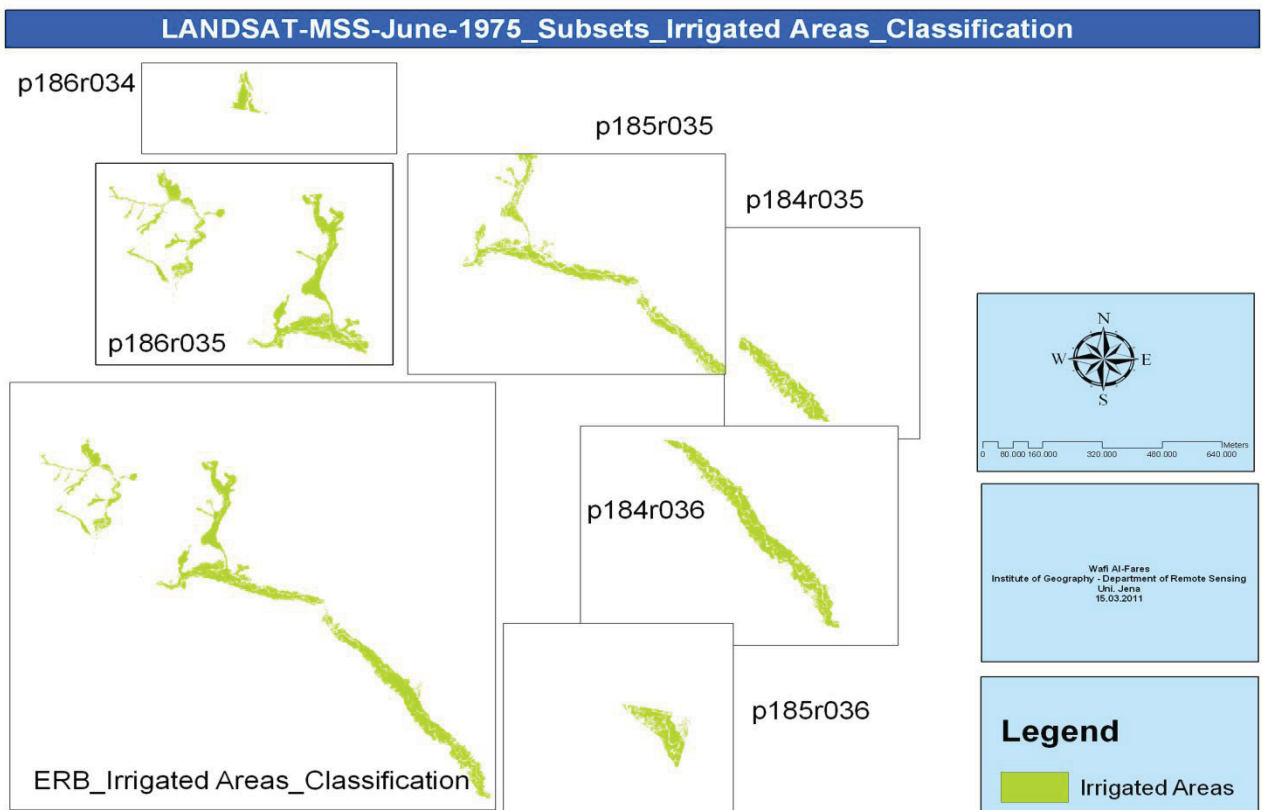 LANDSAT-MSS-June-1975_Subsets_Irrigated Areas_Classification
p186r034
p185r035
p184r035
p186r035
N
W
E
S
Meters
0 80.000 160.000 320.000 480.000 640.000
p184r036
Wafi Al-Fares
Institute of Geography - Department of Remote Sensing
Uni. Jena
15.03.2011
p185r036
ERB_Irrigated Areas_Classification
Legend
Irrigated Areas